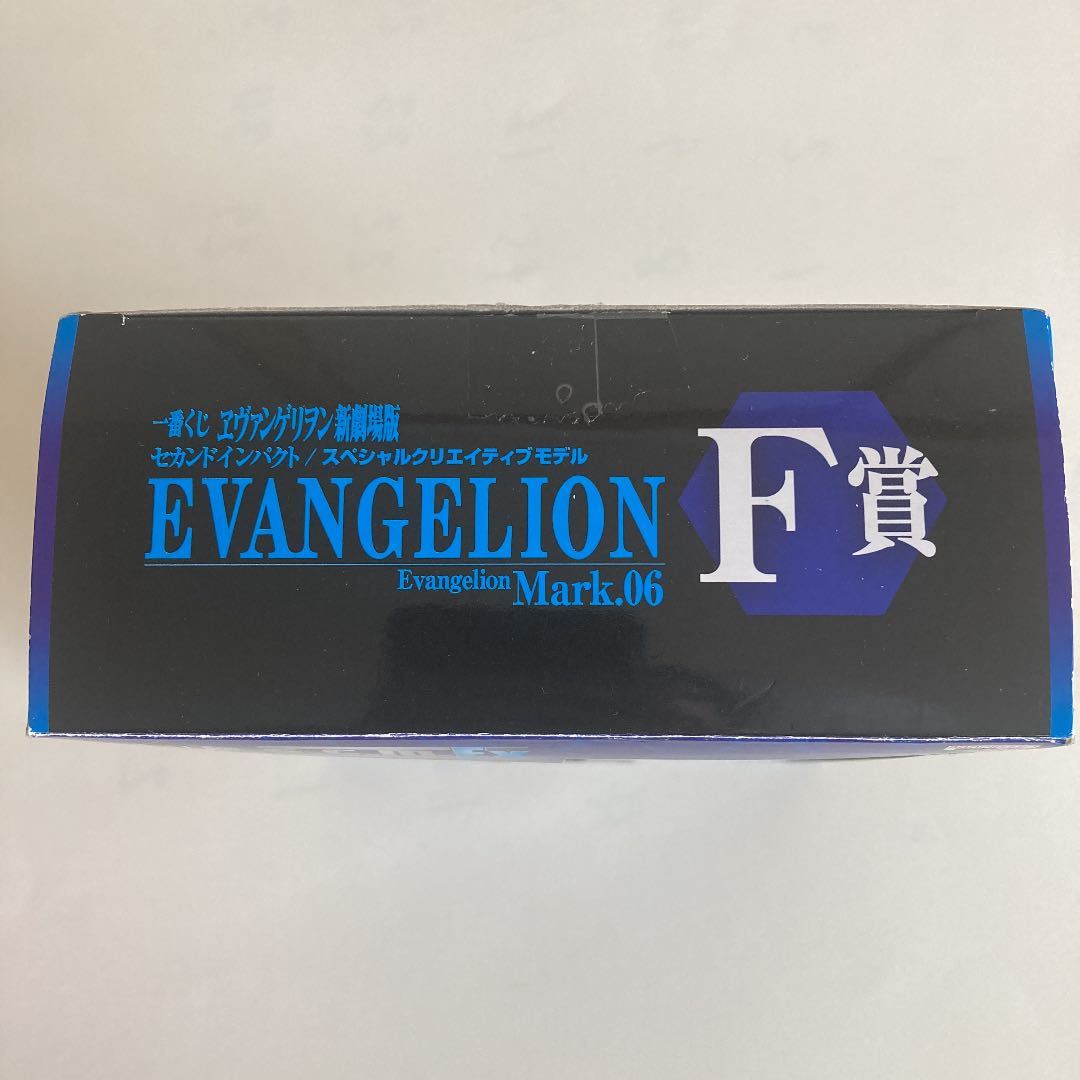 一番くじ ヱヴァンゲリヲン新劇場版
セカンドインパクト/スペシャルクリエイティブモデル
EVANGELION
Evangelion Mark.06
F賞